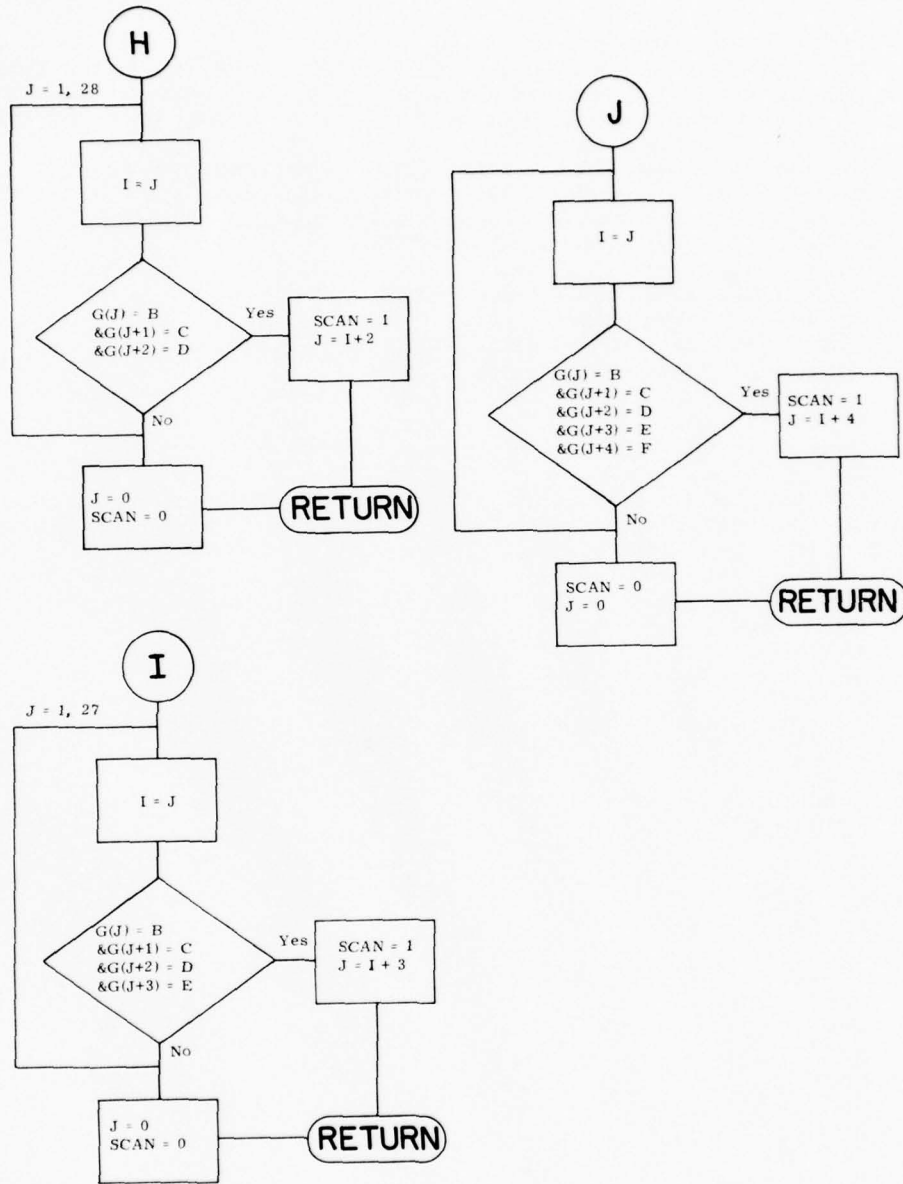 H
J = 1, 28
I = J
G(J) = B
&G(J+1) = C
&G(J+2) = D
Yes
SCAN = 1
J = I+2
No
J = 0
SCAN = 0
RETURN
J
I = J
G(J) = B
&G(J+1) = C
&G(J+2) = D
&G(J+3) = E
&G(J+4) = F
Yes
SCAN = 1
J = I + 4
No
SCAN = 0
J = 0
RETURN
I
J = 1, 27
I = J
G(J) = B
&G(J+1) = C
&G(J+2) = D
&G(J+3) = E
Yes
SCAN = 1
J = I + 3
No
J = 0
SCAN = 0
RETURN